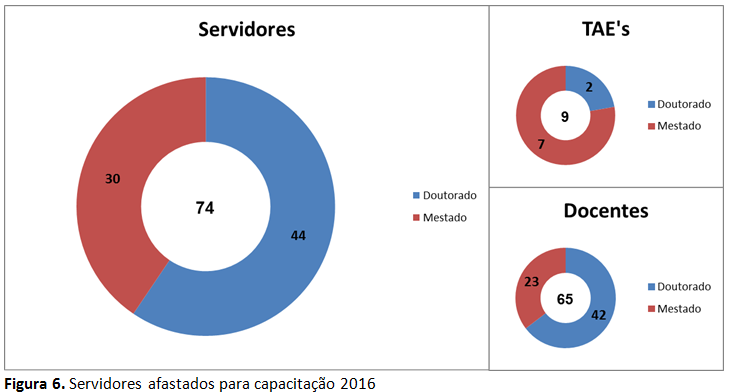 Servidores
30
74
44
Doutorado
Mestado
TAE's
2
9
7
Doutorado
Mestado
Docentes
23
65
42
Doutorado
Mestado
Figura 6. Servidores afastados para capacitação 2016